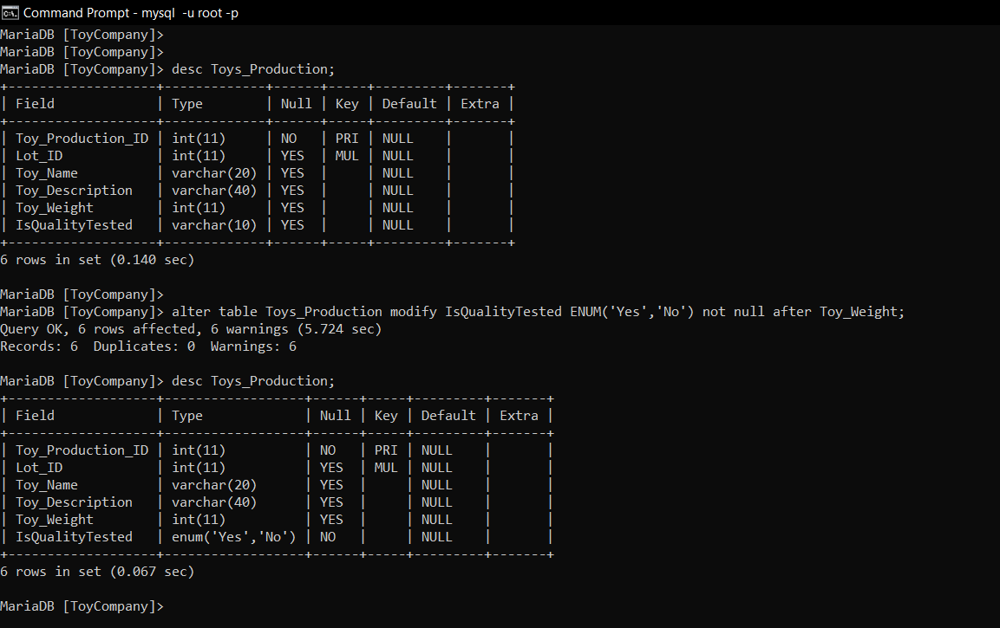 Command Prompt - mysql  -u root -p
MariaDB [ToyCompany]>
MariaDB [ToyCompany]>
MariaDB [ToyCompany]> desc Toys_Production;
+-------------------+-------------+------+-----+---------+-------+
| Field             | Type        | Null | Key | Default | Extra |
+-------------------+-------------+------+-----+---------+-------+
| Toy_Production_ID | int(11)     | NO   | PRI | NULL    |       |
| Lot_ID            | int(11)     | YES  | MUL | NULL    |       |
| Toy_Name          | varchar(20) | YES  |     | NULL    |       |
| Toy_Description   | varchar(40) | YES  |     | NULL    |       |
| Toy_Weight        | int(11)     | YES  |     | NULL    |       |
| IsQualityTested   | varchar(10) | YES  |     | NULL    |       |
+-------------------+-------------+------+-----+---------+-------+
6 rows in set (0.140 sec)

MariaDB [ToyCompany]>
MariaDB [ToyCompany]> alter table Toys_Production modify IsQualityTested ENUM('Yes','No') not null after Toy_Weight;
Query OK, 6 rows affected, 6 warnings (5.724 sec)
Records: 6  Duplicates: 0  Warnings: 6

MariaDB [ToyCompany]> desc Toys_Production;
+-------------------+------------------+------+-----+---------+-------+
| Field             | Type             | Null | Key | Default | Extra |
+-------------------+------------------+------+-----+---------+-------+
| Toy_Production_ID | int(11)          | NO   | PRI | NULL    |       |
| Lot_ID            | int(11)          | YES  | MUL | NULL    |       |
| Toy_Name          | varchar(20)      | YES  |     | NULL    |       |
| Toy_Description   | varchar(40)      | YES  |     | NULL    |       |
| Toy_Weight        | int(11)          | YES  |     | NULL    |       |
| IsQualityTested   | enum('Yes','No') | NO   |     | NULL    |       |
+-------------------+------------------+------+-----+---------+-------+
6 rows in set (0.067 sec)

MariaDB [ToyCompany]>